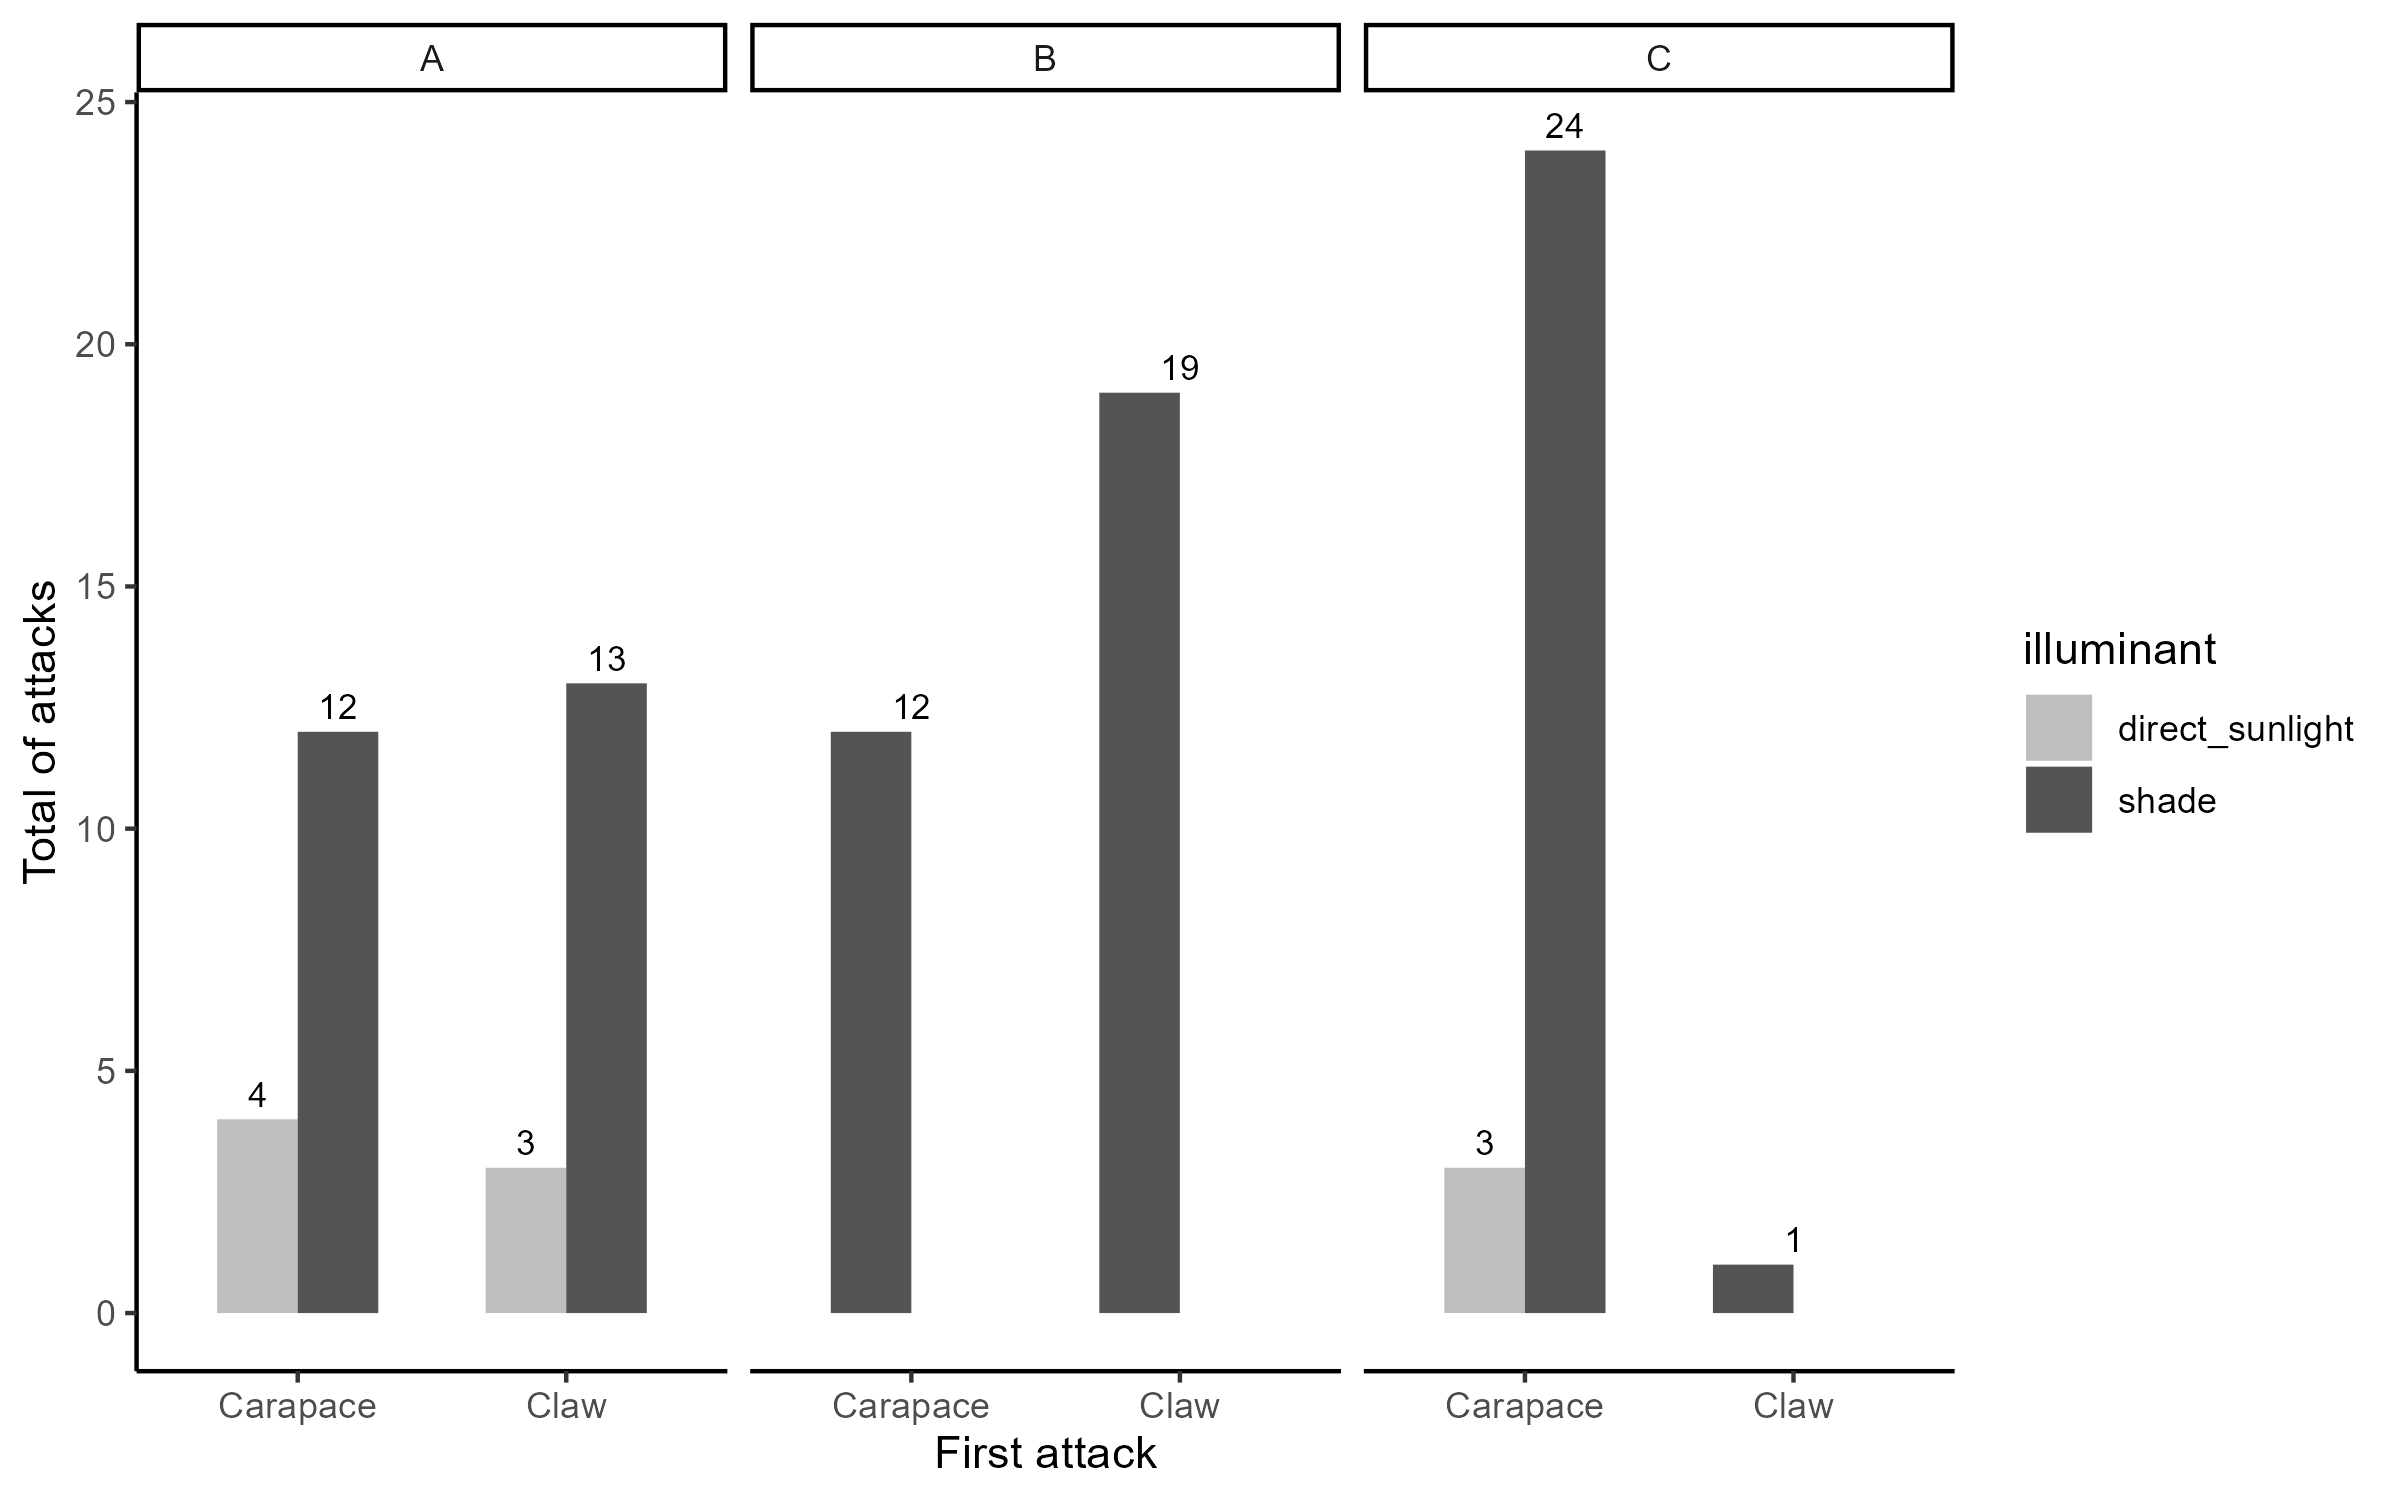 A B C
25
20
15
10
5
0
Total of attacks
4 12 3 13
12 19
3 24 1
Carapace Claw Carapace Claw Carapace Claw
First attack
illuminant
direct_sunlight
shade